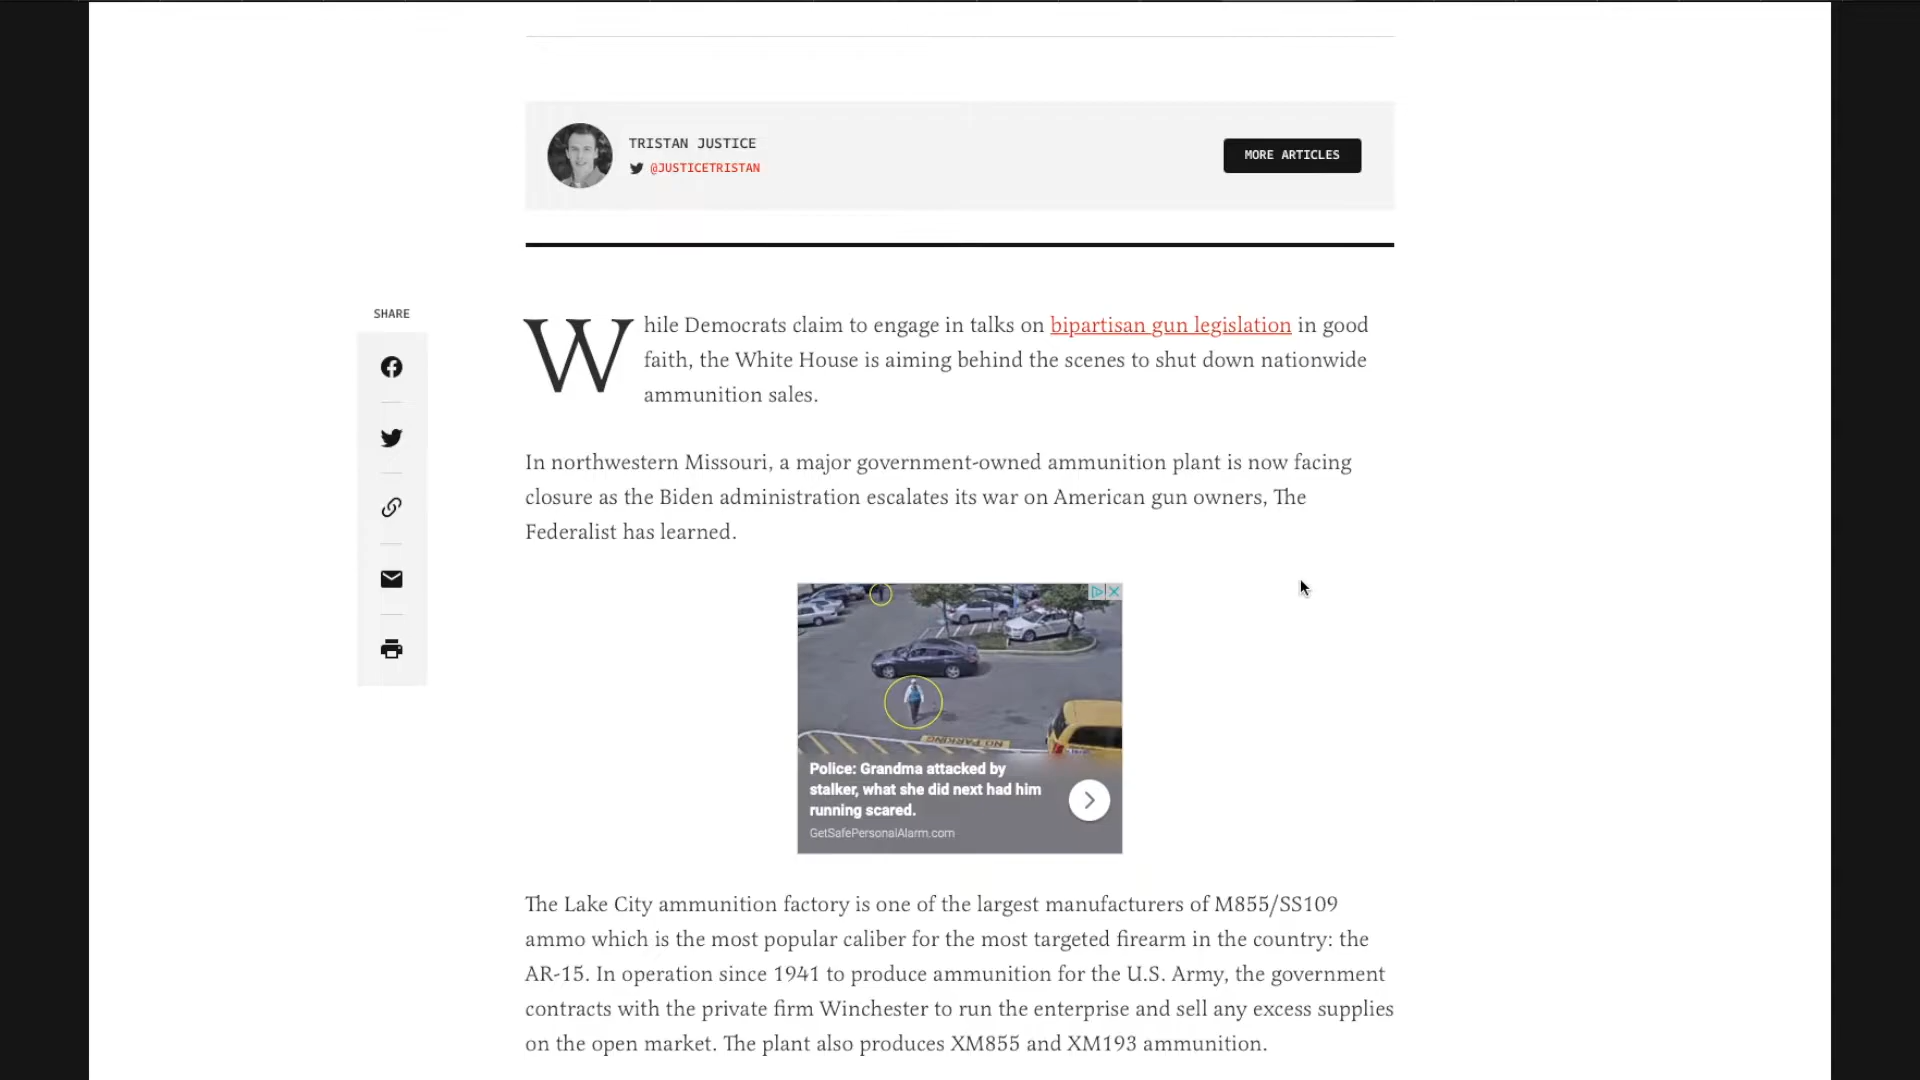 TRISTAN JUSTICE
@JUSTICETRISTAN
MORE ARTICLES
SHARE
While Democrats claim to engage in talks on bipartisan gun legislation in good
faith, the White House is aiming behind the scenes to shut down nationwide
ammunition sales.
In northwestern Missouri, a major government-owned ammunition plant is now facing
closure as the Biden administration escalates its war on American gun owners, The
Federalist has learned.
NO PARKING
Police: Grandma attacked by
stalker, what she did next had him
running scared.
GetSafePersonalAlarm.com
The Lake City ammunition factory is one of the largest manufacturers of M855/SS109
ammo which is the most popular caliber for the most targeted firearm in the country: the
AR-15. In operation since 1941 to produce ammunition for the U.S. Army, the government
contracts with the private firm Winchester to run the enterprise and sell any excess supplies
on the open market. The plant also produces XM855 and XM193 ammunition.